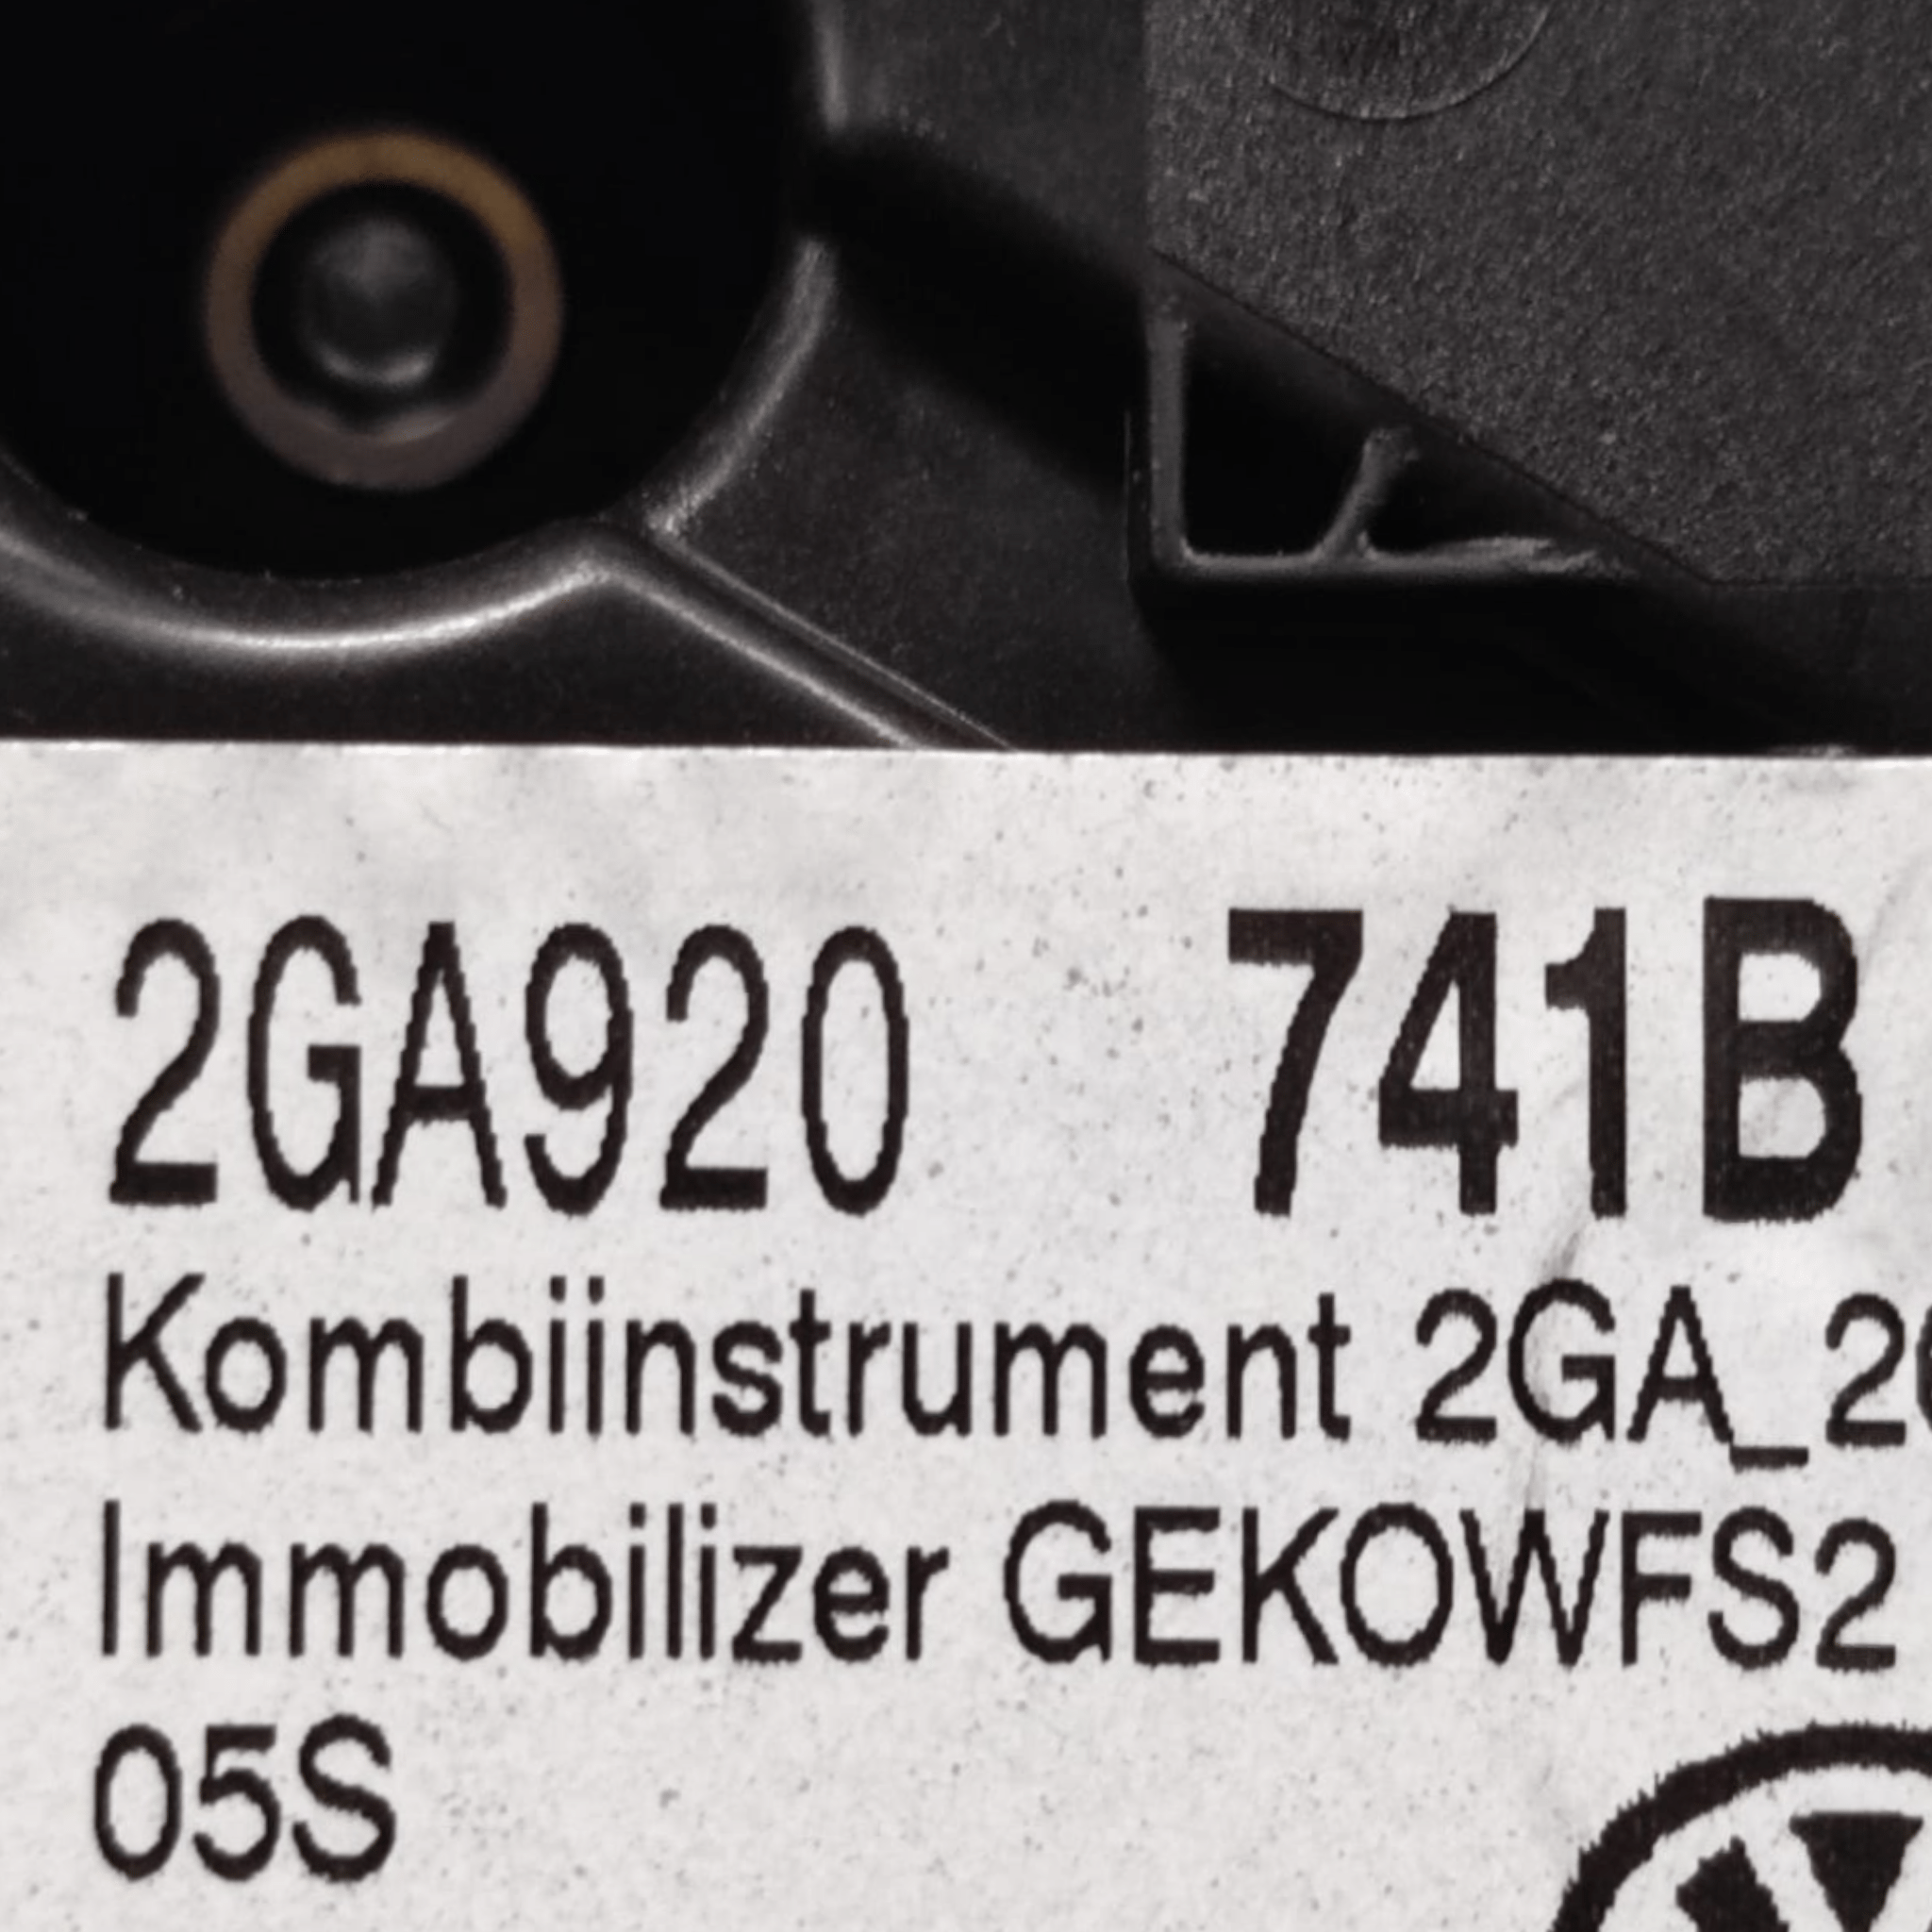 2GA920 741B
Kombiinstrument 2GA_2
Immobilizer GEKOWFS2
05S